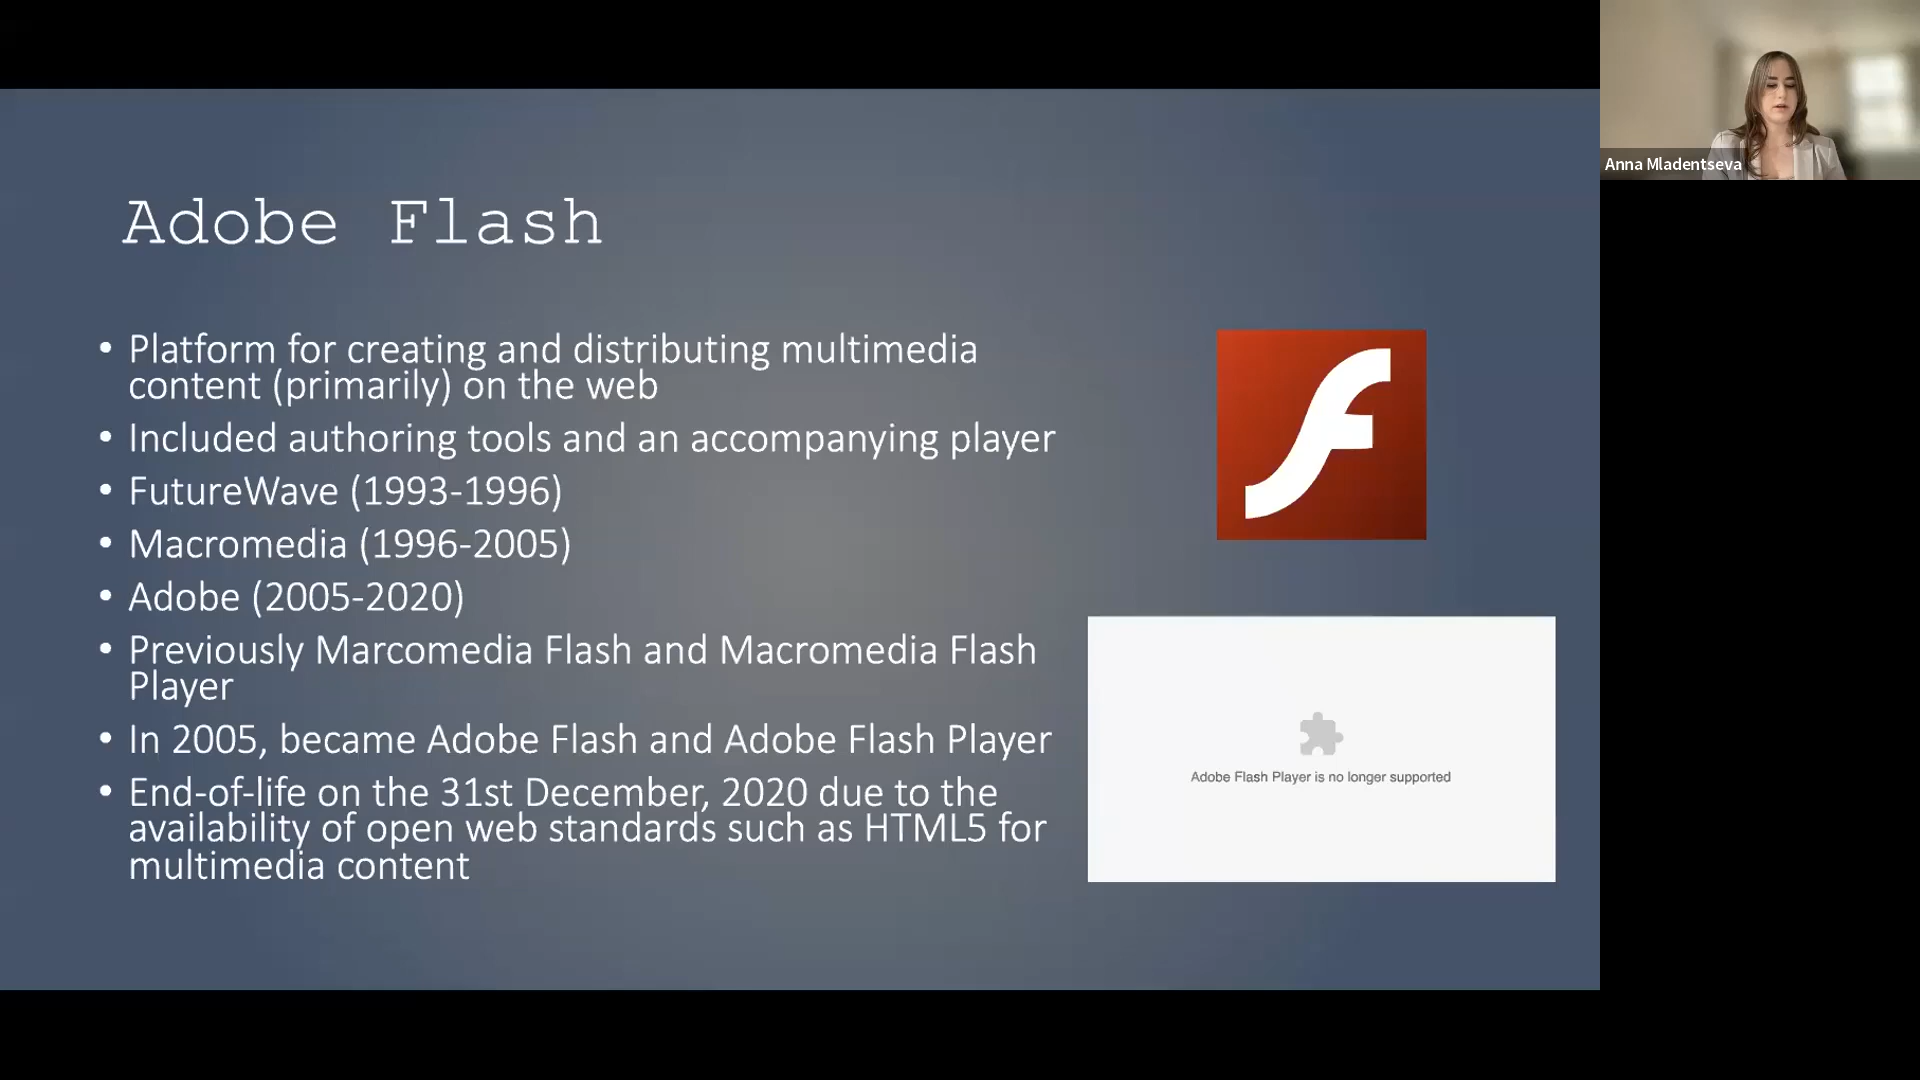 Anna Mladentseva
Adobe Flash
• Platform for creating and distributing multimedia
content (primarily) on the web
• Included authoring tools and an accompanying player
• FutureWave (1993-1996)
• Macromedia (1996-2005)
• Adobe (2005-2020)
• Previously Marcomedia Flash and Macromedia Flash
Player
• In 2005, became Adobe Flash and Adobe Flash Player
• End-of-life on the 31st December, 2020 due to the
availability of open web standards such as HTML5 for
multimedia content
Adobe Flash Player is no longer supported